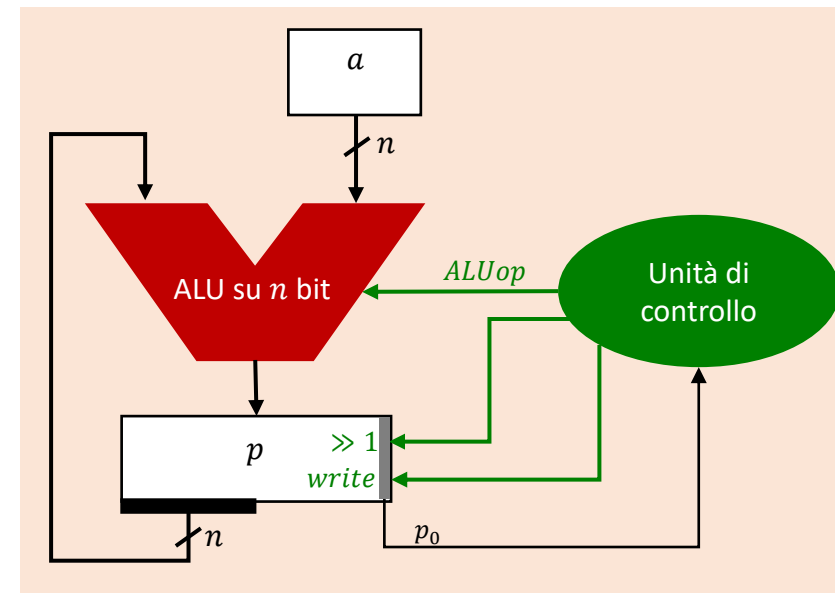 a
n
ALU su n bit
ALUop
Unità di
controllo
p
≫ 1
write
n
p₀